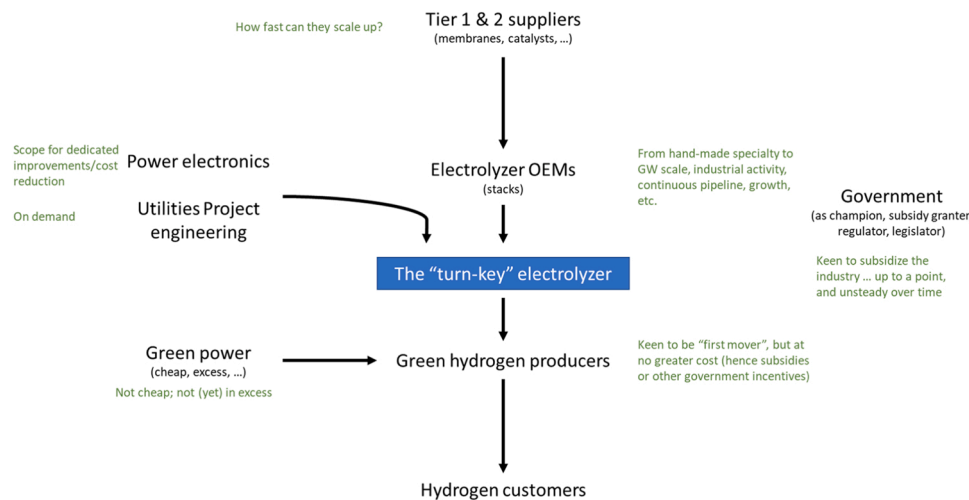 How fast can they scale up?
Tier 1 & 2 suppliers
(membranes, catalysts, …)
Scope for dedicated
improvements/cost
reduction
Power electronics
On demand
Utilities Project
engineering
Electrolyzer OEMs
(stacks)
From hand-made specialty to
GW scale, industrial activity,
continuous pipeline, growth,
etc.
Government
(as champion, subsidy granter
regulator, legislator)
Keen to subsidize the
industry … up to a point,
and unsteady over time
The “turn-key” electrolyzer
Green power
(cheap, excess, …)
Not cheap; not (yet) in excess
Green hydrogen producers
Keen to be “first mover”, but at
no greater cost (hence subsidies
or other government incentives)
Hydrogen customers